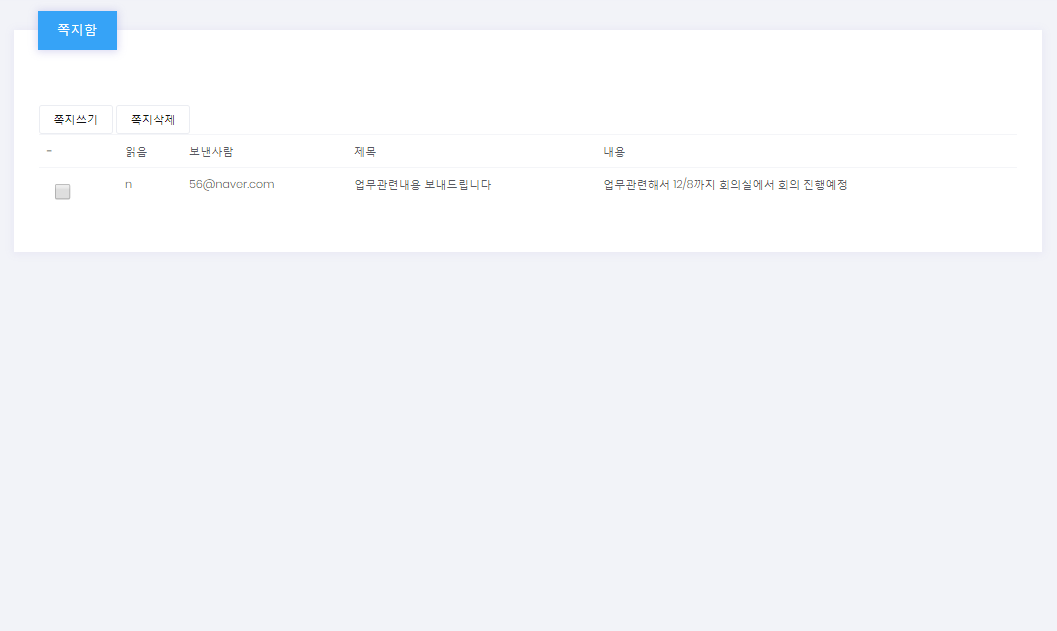 쪽지함
쪽지쓰기 쪽지삭제
- 읽음 보낸사람 제목 내용
n 56@naver.com 업무관련내용 보내드립니다 업무관련해서 12/8까지 회의실에서 회의 진행예정